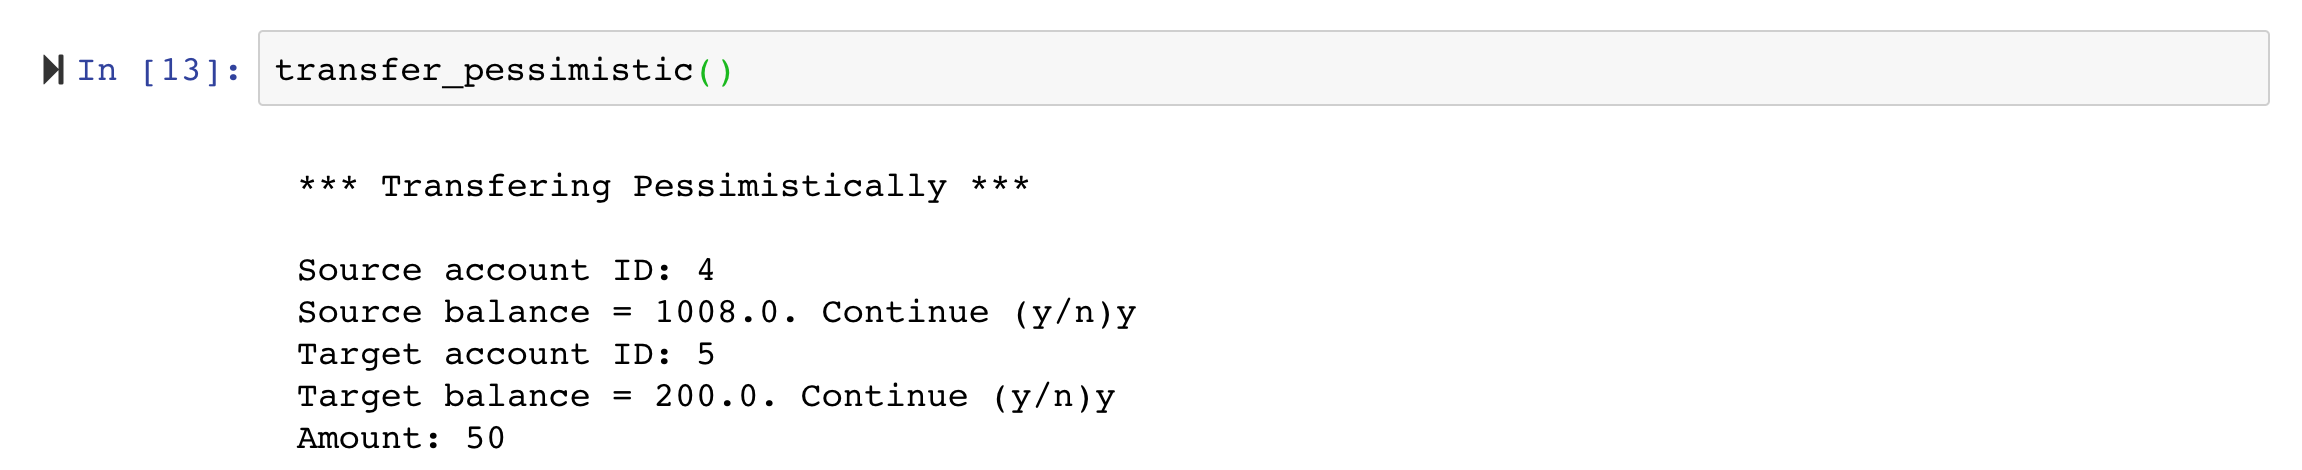 In [13]: transfer_pessimistic()
*** Transfering Pessimistically ***
Source account ID: 4
Source balance = 1008.0. Continue (y/n)y
Target account ID: 5
Target balance = 200.0. Continue (y/n)y
Amount: 50